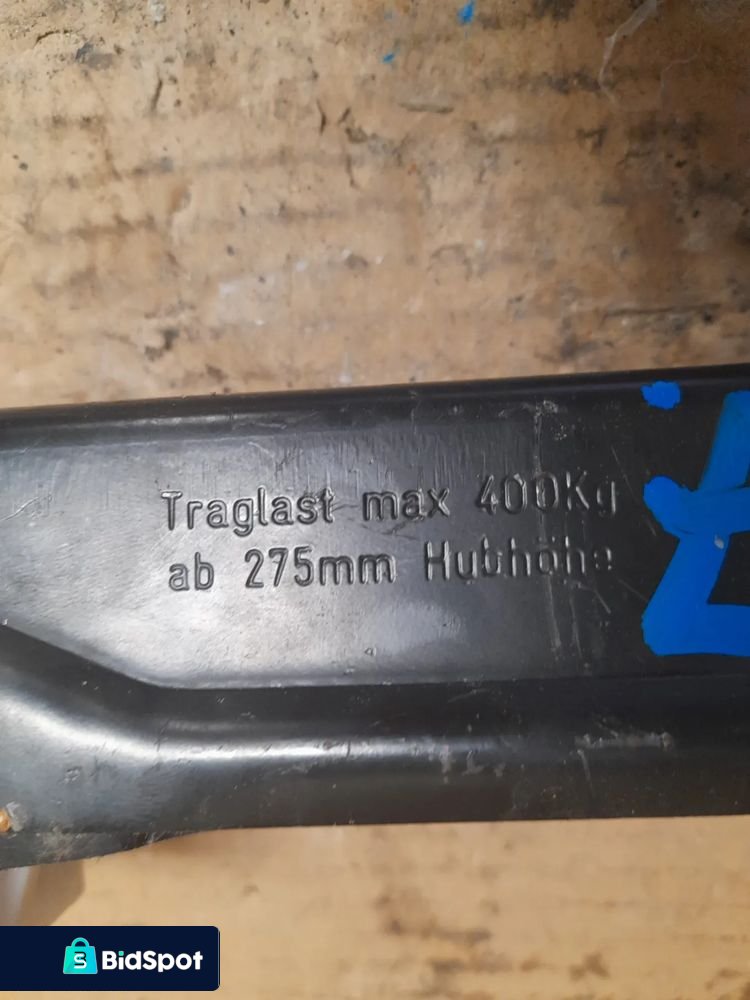 Traglast max 400Kg
ab 275mm Hubhöhe
BidSpot